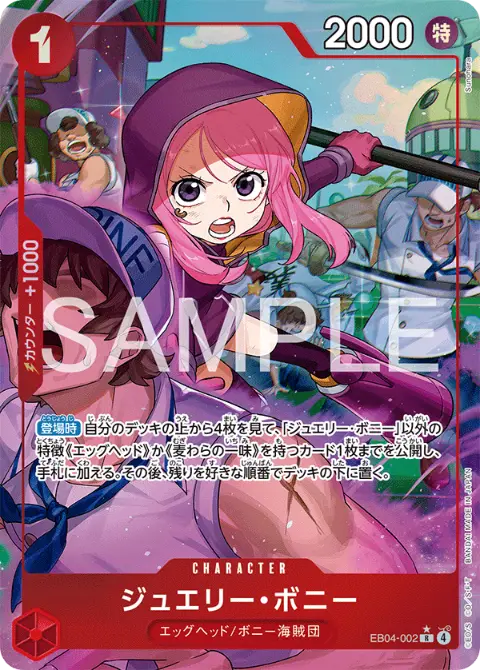 1
2000
特
Sunohara
カウンター +1000
SAMPLE
登場時 自分のデッキの上から4枚を見て、「ジュエリー・ボニー」以外の
特徴《エッグヘッド》か《麦わらの一味》を持つカード1枚までを公開し、
手札に加える。その後、残りを好きな順番でデッキの下に置く。
CHARACTER
ジュエリー・ボニー
エッグヘッド/ボニー海賊団
EB04-002 R 4
BANDAI MADE IN JAPAN